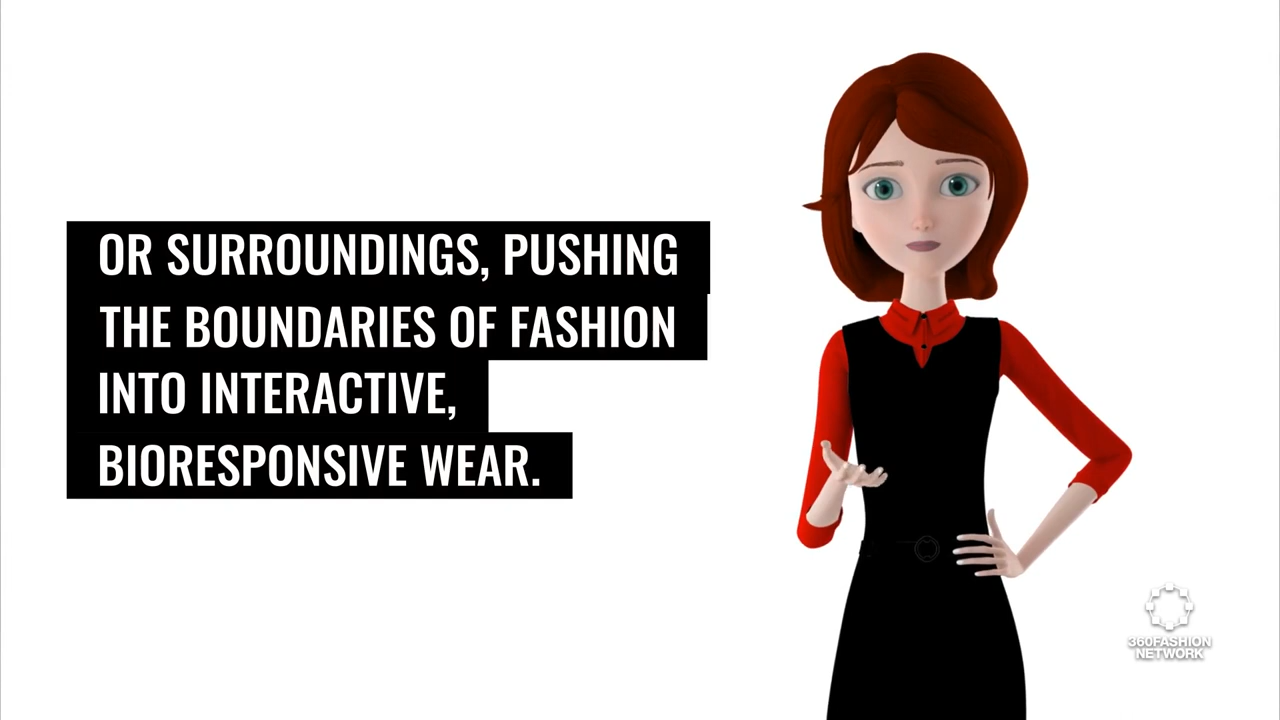 OR SURROUNDINGS, PUSHING
THE BOUNDARIES OF FASHION
INTO INTERACTIVE,
BIORESPONSIVE WEAR.
360FASHION
NETWORK